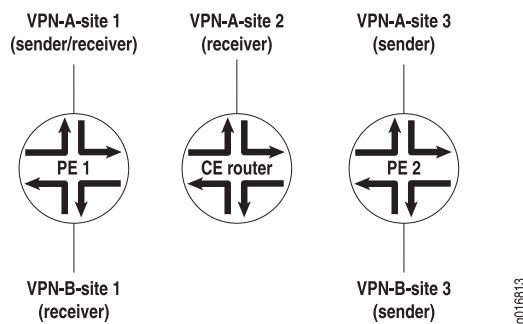 VPN-A-site 1
(sender/receiver)
VPN-A-site 2
(receiver)
VPN-A-site 3
(sender)
PE 1
CE router
PE 2
VPN-B-site 1
(receiver)
VPN-B-site 3
(sender)
g016813